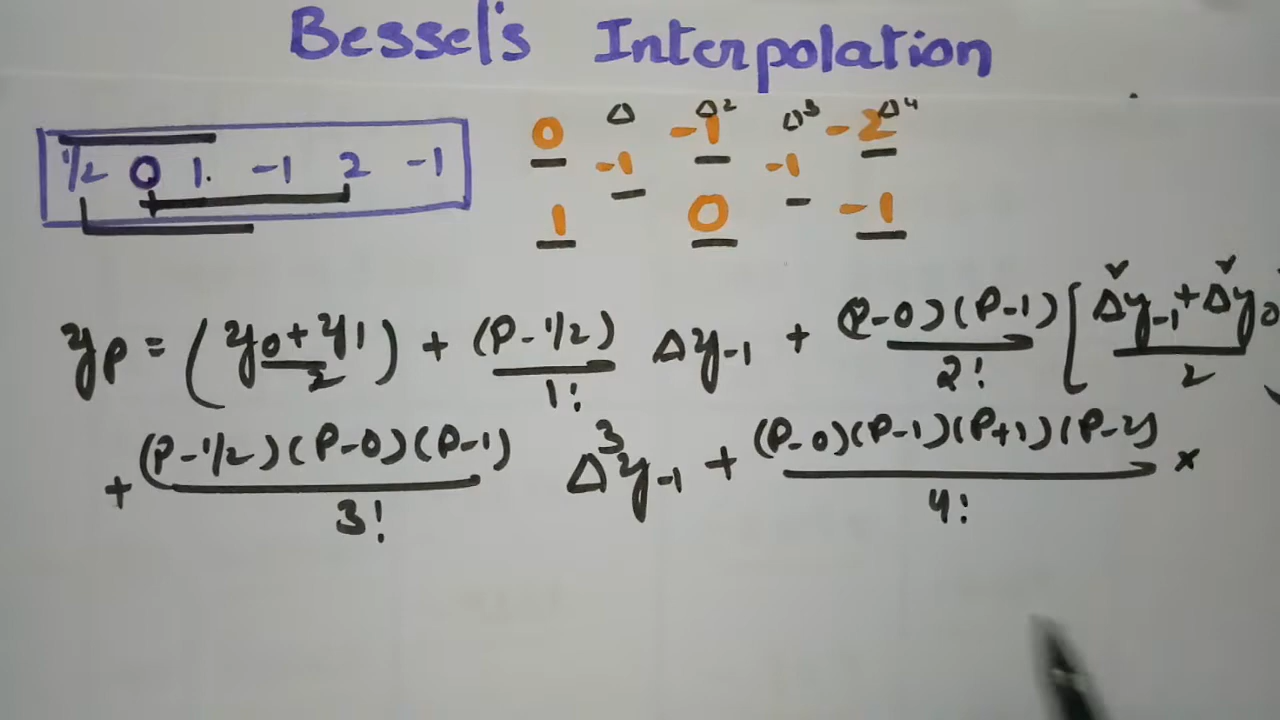 Bessel's Interpolation
Δ Δ² Δ³ Δ⁴
0 -1 -2
½ 0 1. -1 2 -1
-1 -1
1 0 -1
yp = (y0 + y1 / 2) + (P-½) / 1! Δy-1 + (P-0)(P-1) / 2! [Δy-1 + Δy0 / 2
+ (P-½)(P-0)(P-1) / 3! Δ³y-1 + (P-0)(P-1)(P+1)(P-2) / 4! ×